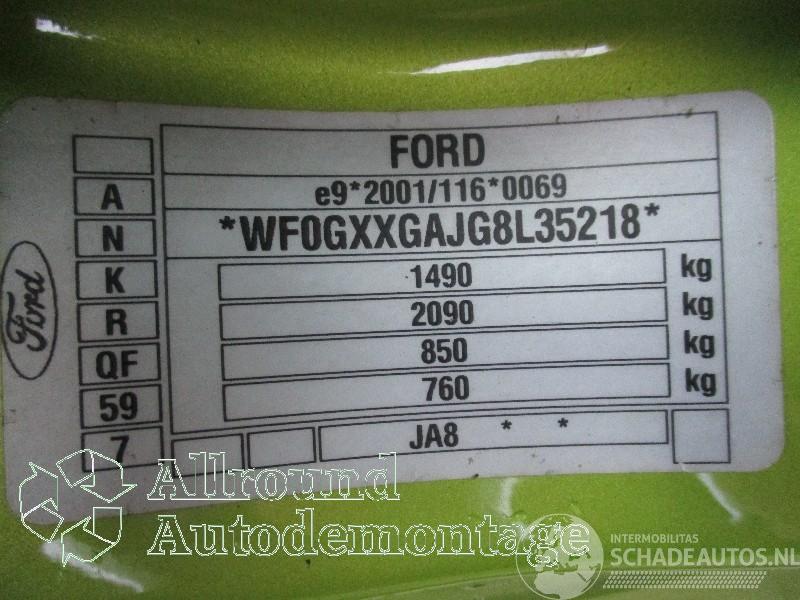 FORD
A
e9*2001/116*0069
N
*WF0GXXGAJG8L35218*
K
1490 kg
R
2090 kg
QF
850 kg
59
760 kg
7
JA8 * *
Ford
Allround
Autodemontage
INTERMOBILITAS
SCHADEAUTOS.NL